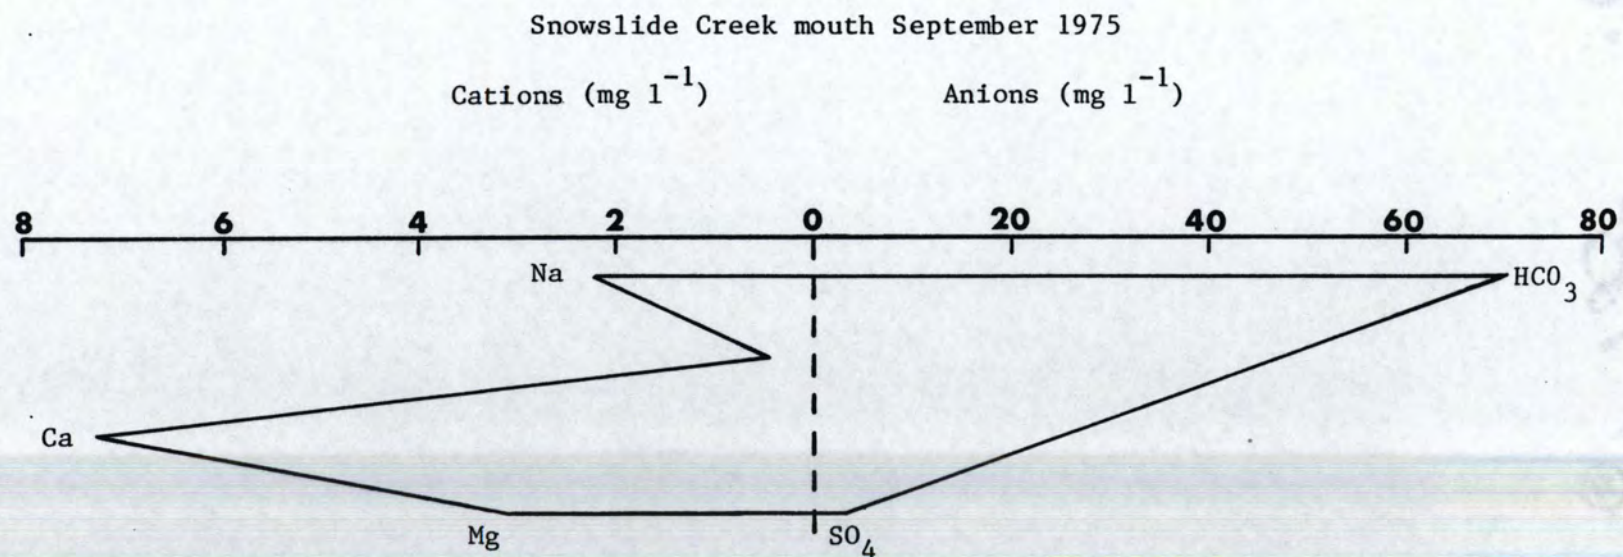 Snowslide Creek mouth September 1975
Cations (mg l⁻¹) Anions (mg l⁻¹)
8 6 4 2 0 20 40 60 80
Na HCO₃
Ca
Mg SO₄